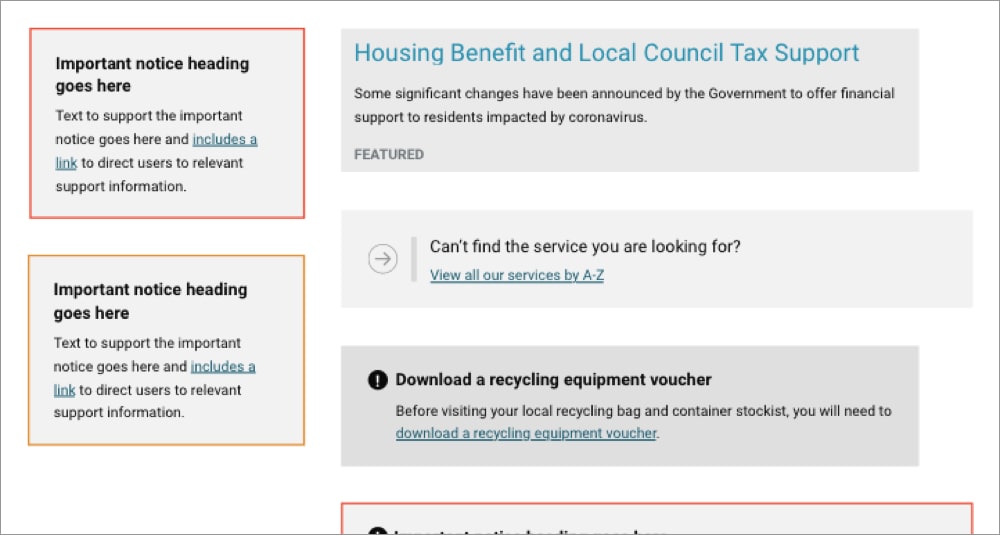 Important notice heading
goes here
Text to support the important
notice goes here and includes a
link to direct users to relevant
support information.
Important notice heading
goes here
Text to support the important
notice goes here and includes a
link to direct users to relevant
support information.
Housing Benefit and Local Council Tax Support
Some significant changes have been announced by the Government to offer financial
support to residents impacted by coronavirus.
FEATURED
Can't find the service you are looking for?
View all our services by A-Z
Download a recycling equipment voucher
Before visiting your local recycling bag and container stockist, you will need to
download a recycling equipment voucher.
Important notice heading goes here